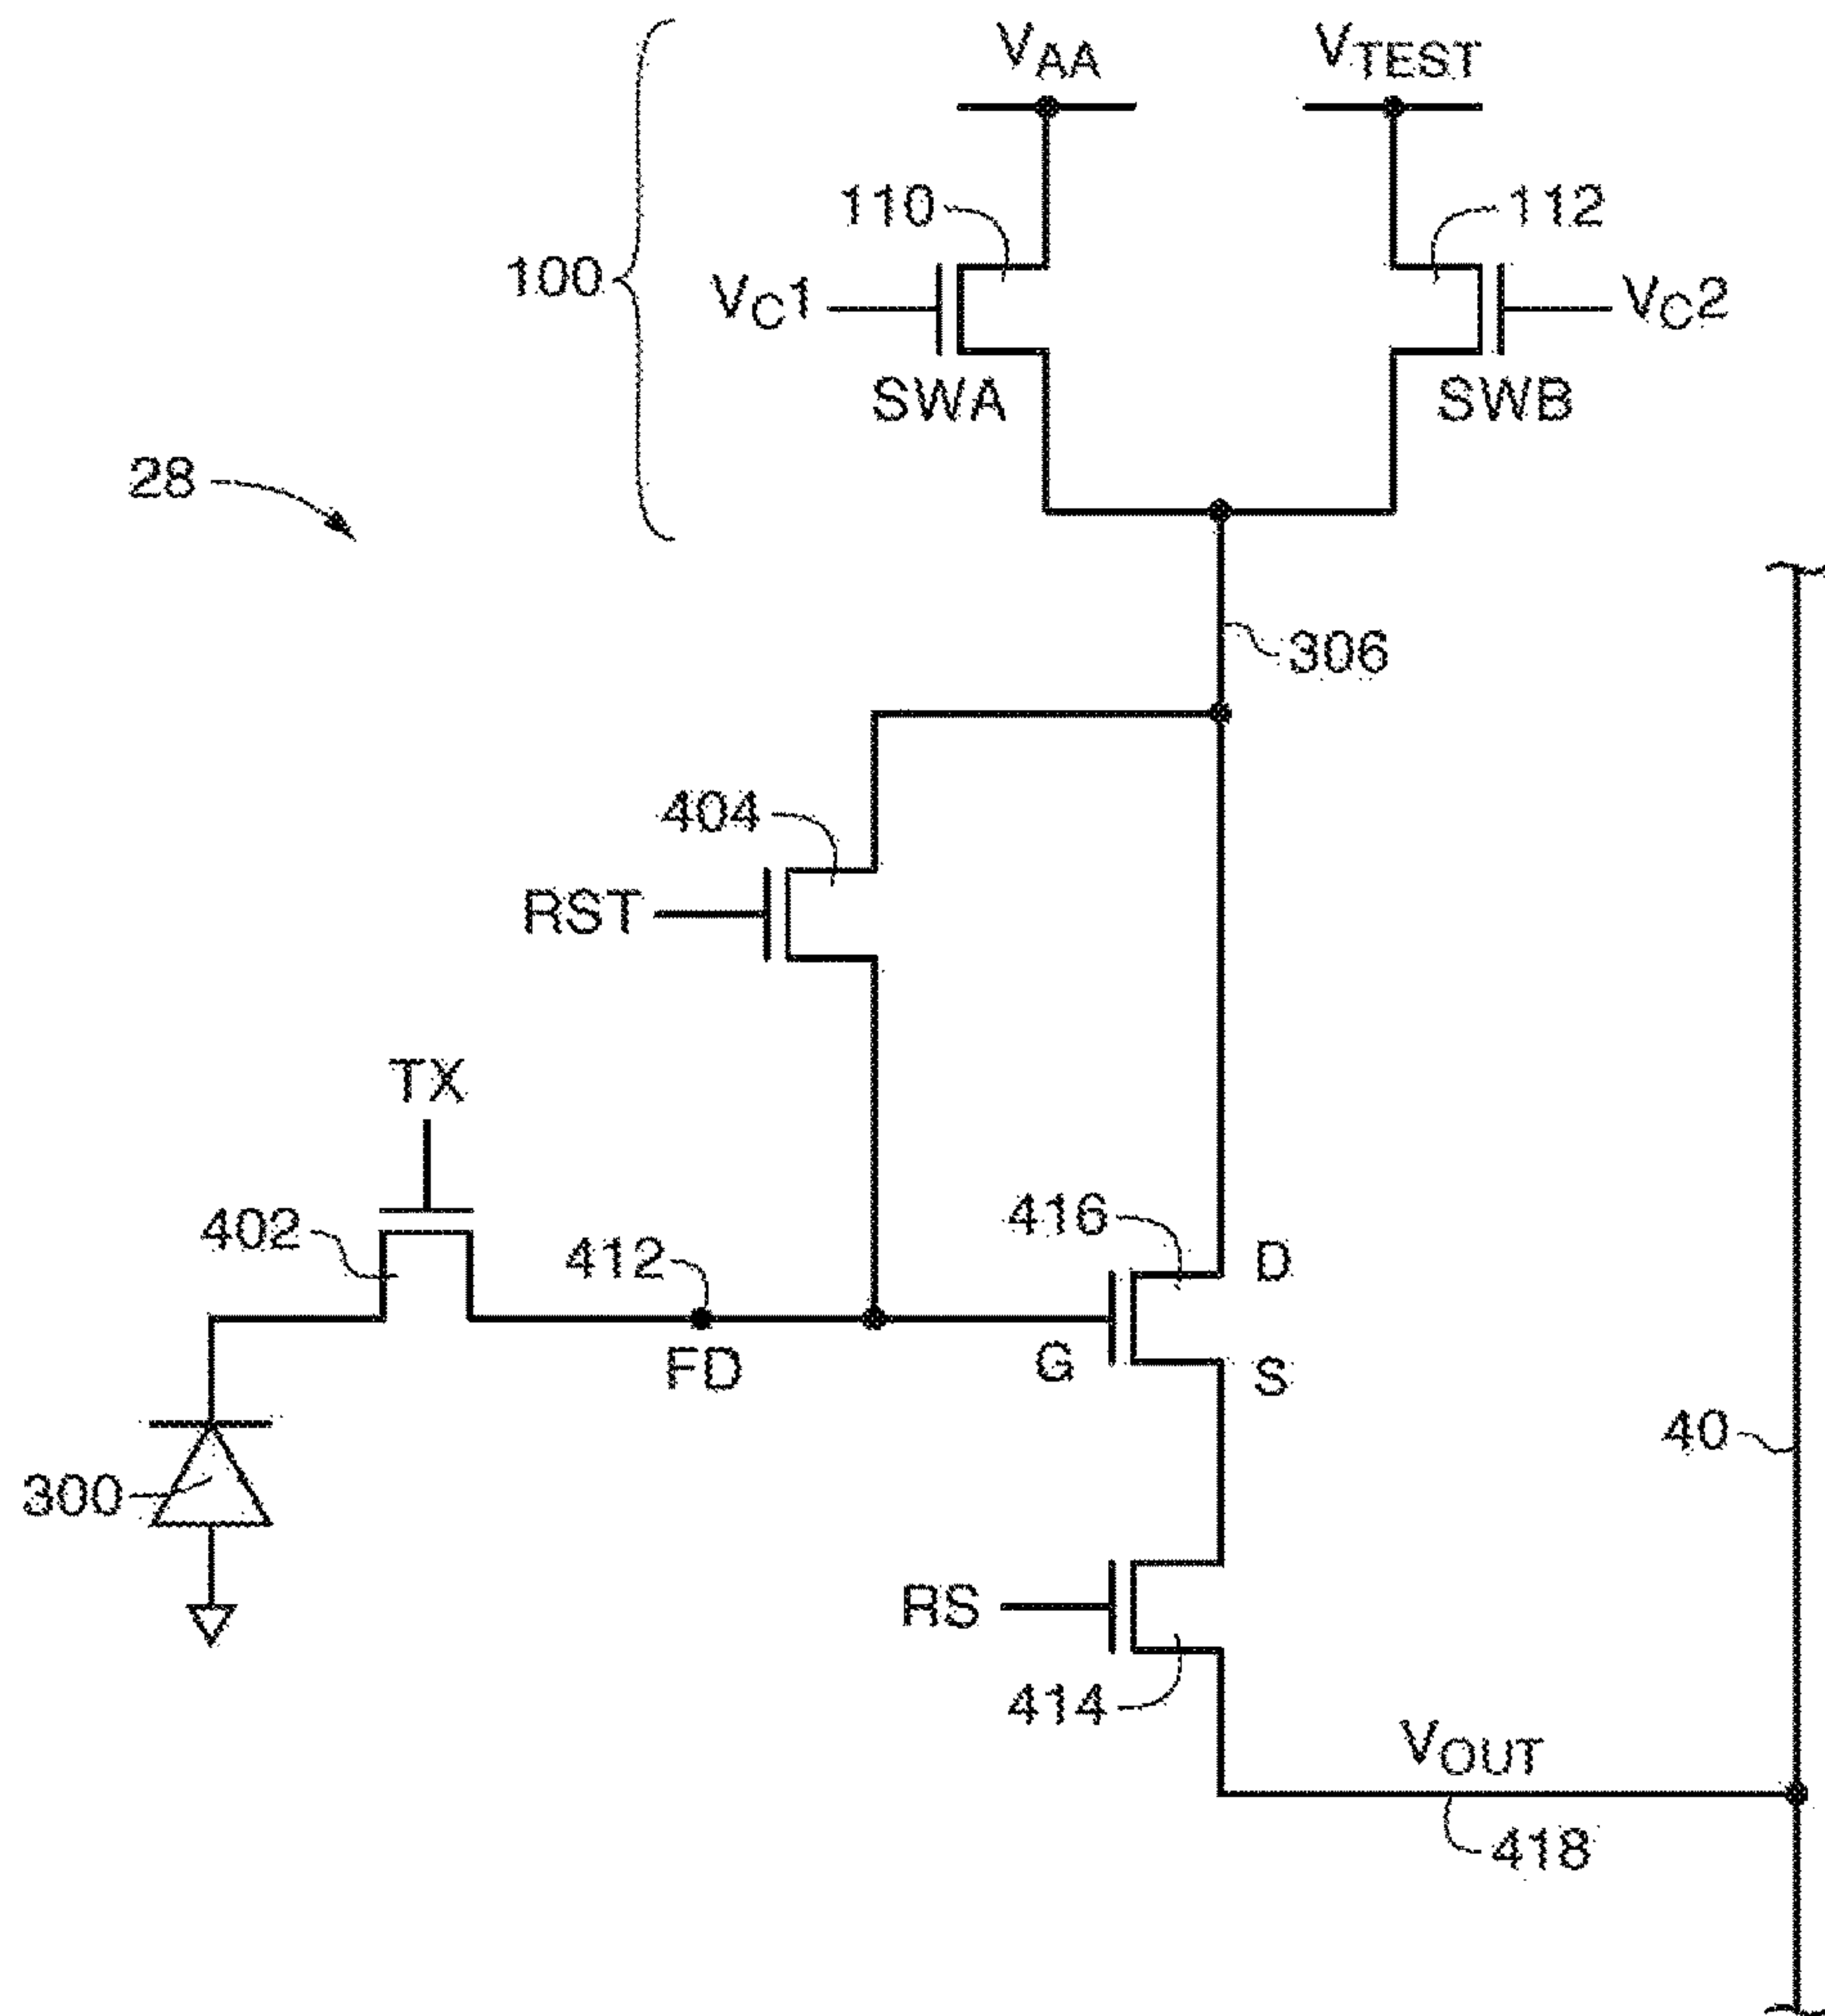 VAA
VTEST
110
112
100
VC1
VC2
SWA
SWB
28
306
404
RST
TX
402
412
416
D
FD
G
S
40
300
RS
414
VOUT
418